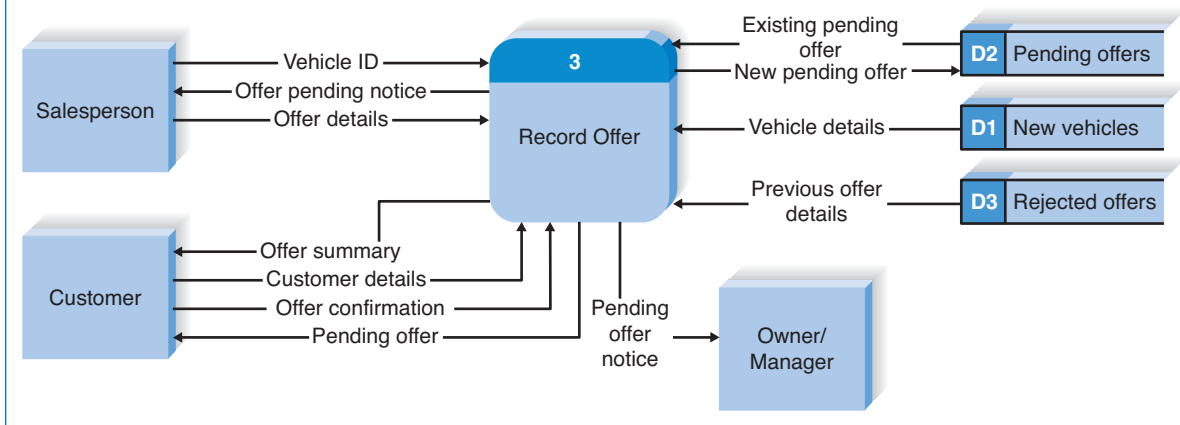 Salesperson
Vehicle ID
Offer pending notice
Offer details
3
Record Offer
Existing pending
offer
New pending offer
D2 Pending offers
Vehicle details
D1 New vehicles
Previous offer
details
D3 Rejected offers
Customer
Offer summary
Customer details
Offer confirmation
Pending offer
Pending
offer
notice
Owner/
Manager